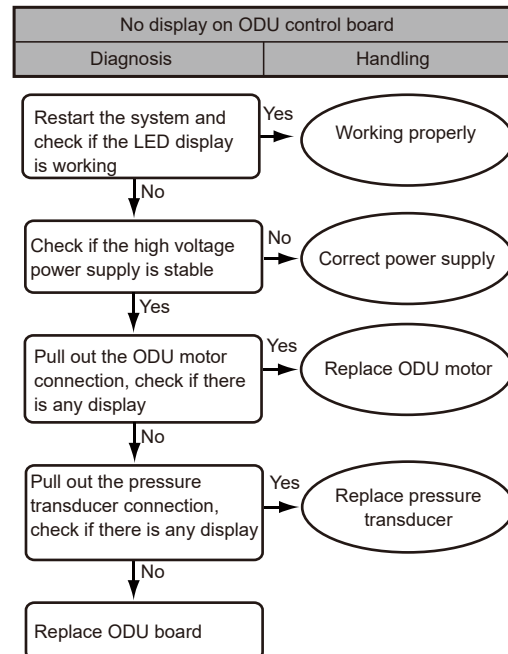 No display on ODU control board
Diagnosis
Handling
Restart the system and
check if the LED display
is working
Yes
Working properly
No
Check if the high voltage
power supply is stable
No
Correct power supply
Yes
Pull out the ODU motor
connection, check if there
is any display
Yes
Replace ODU motor
No
Pull out the pressure
transducer connection,
check if there is any display
Yes
Replace pressure
transducer
No
Replace ODU board